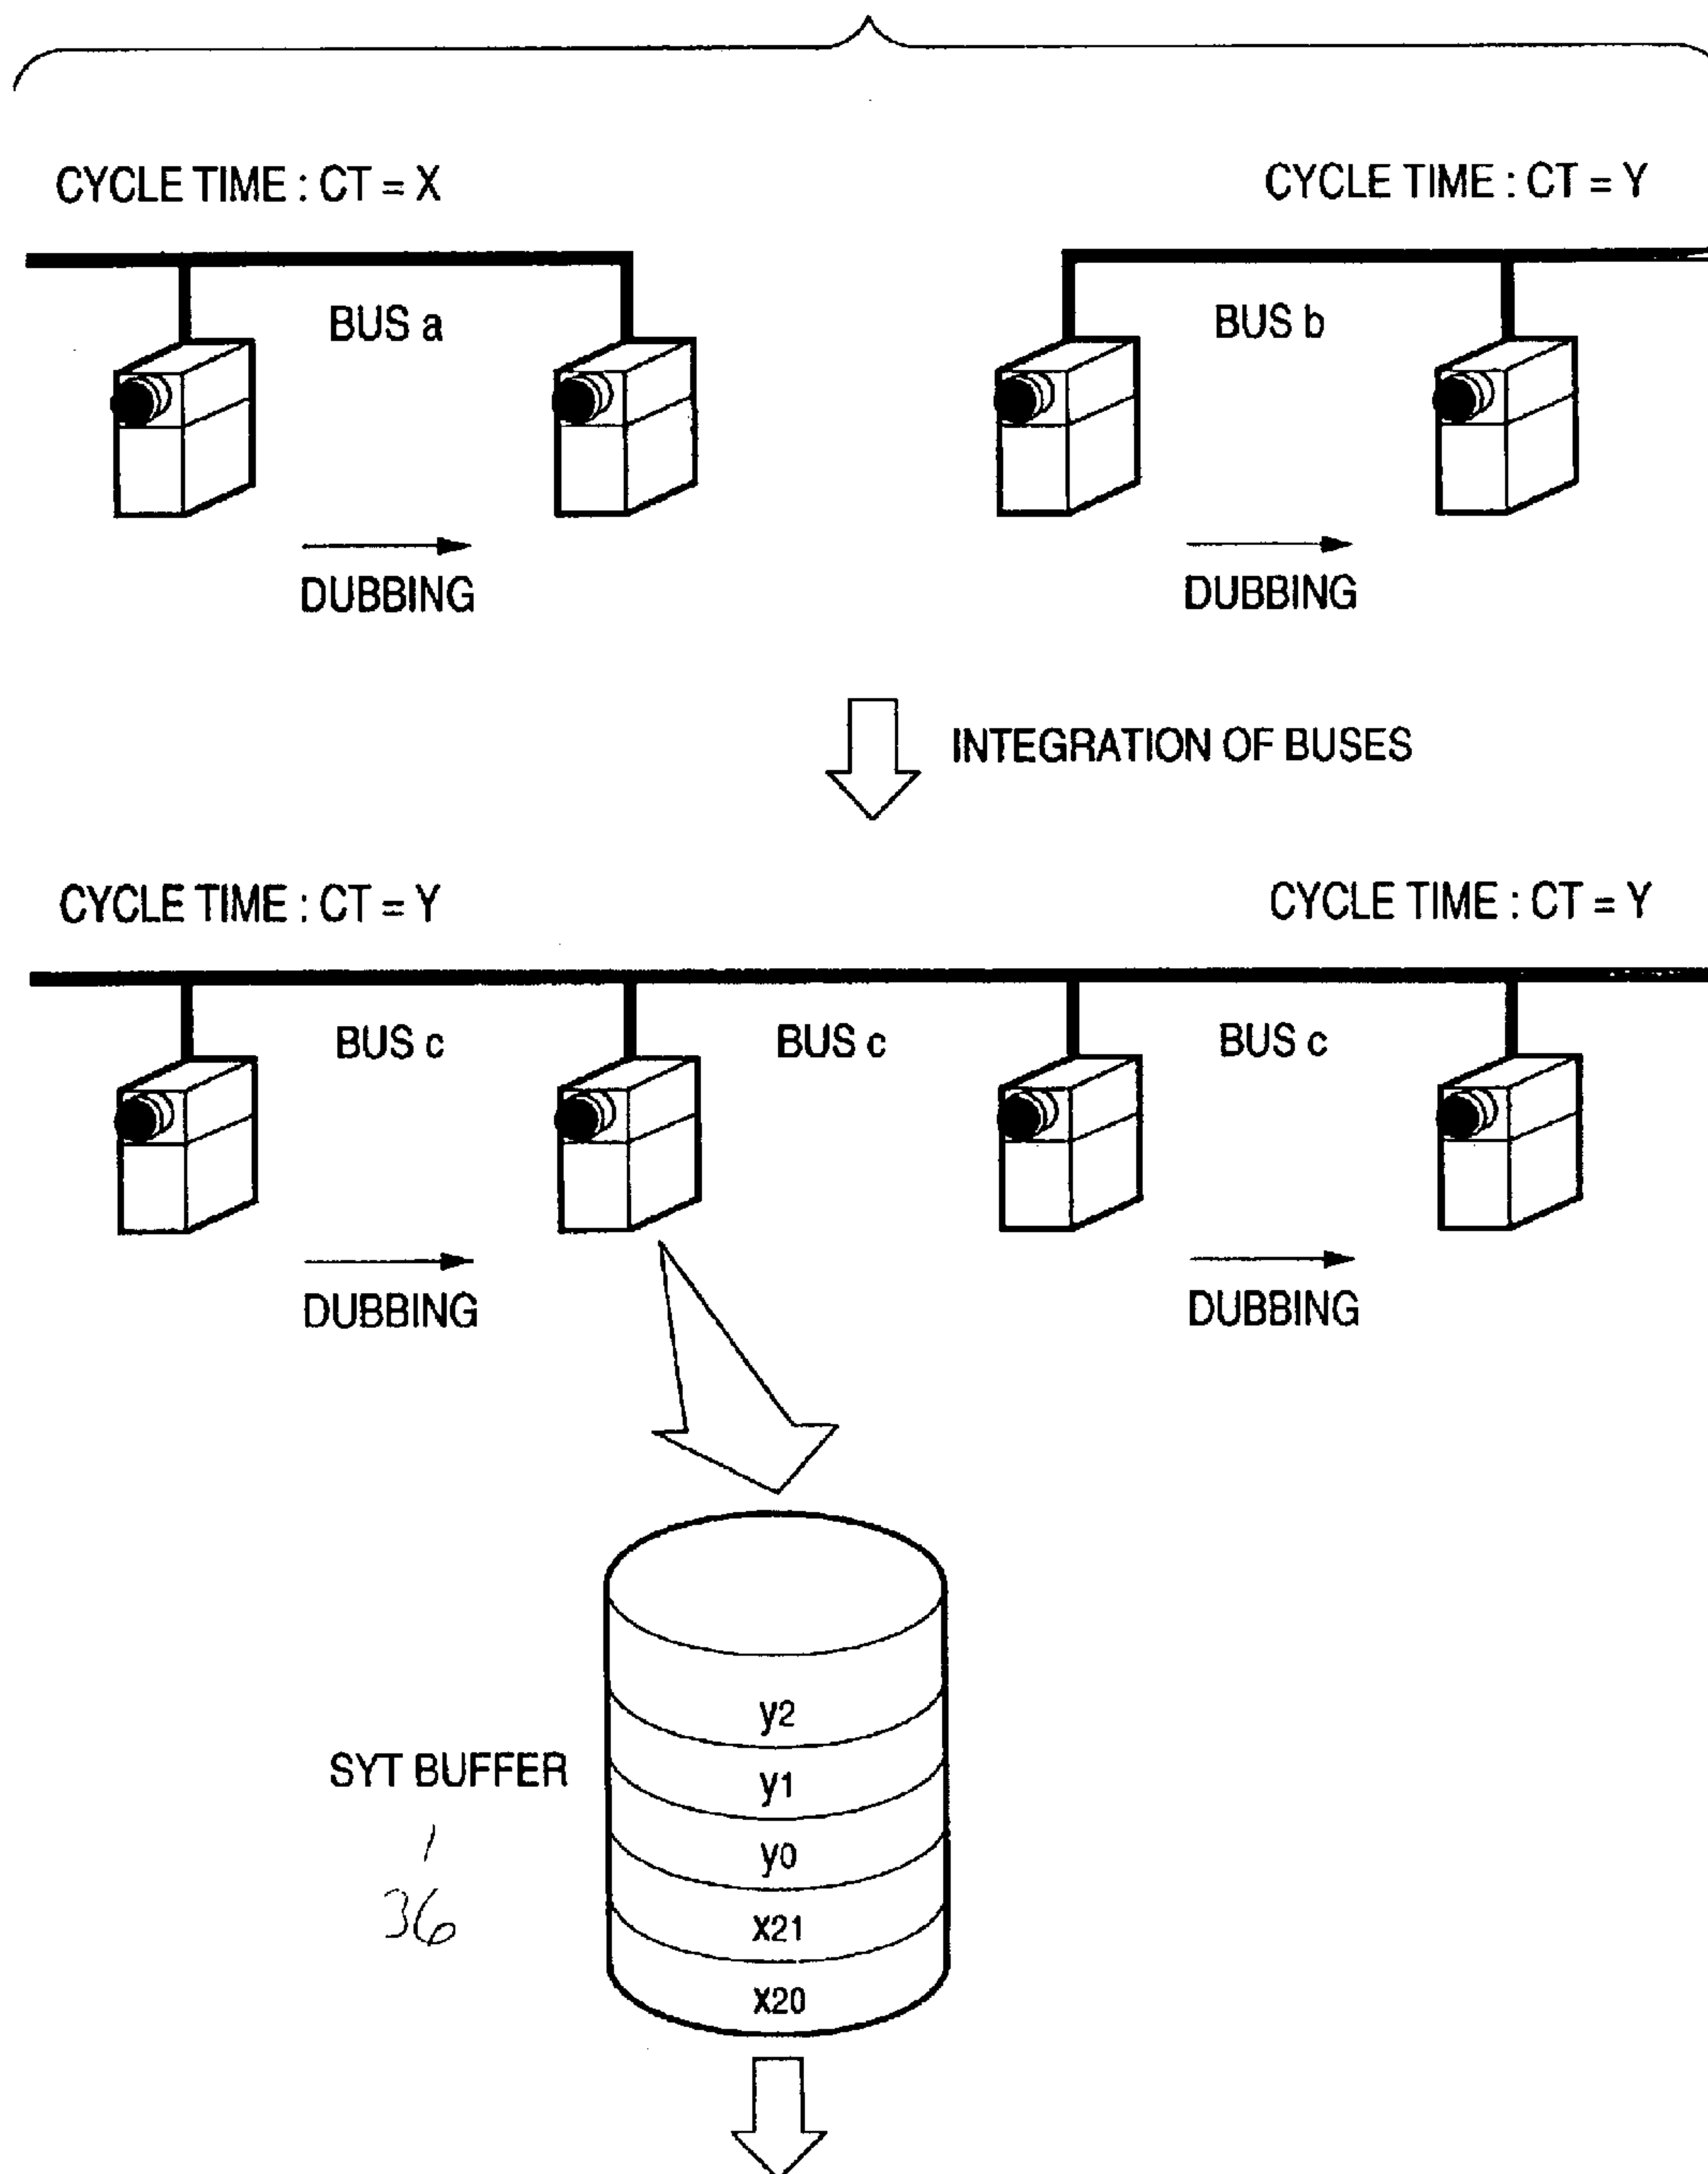 CYCLE TIME : CT = X
CYCLE TIME : CT = Y
BUS a
BUS b
DUBBING
DUBBING
INTEGRATION OF BUSES
CYCLE TIME : CT = Y
CYCLE TIME : CT = Y
BUS c
BUS c
BUS c
DUBBING
DUBBING
y2
SYT BUFFER
y1
y0
36
x21
x20